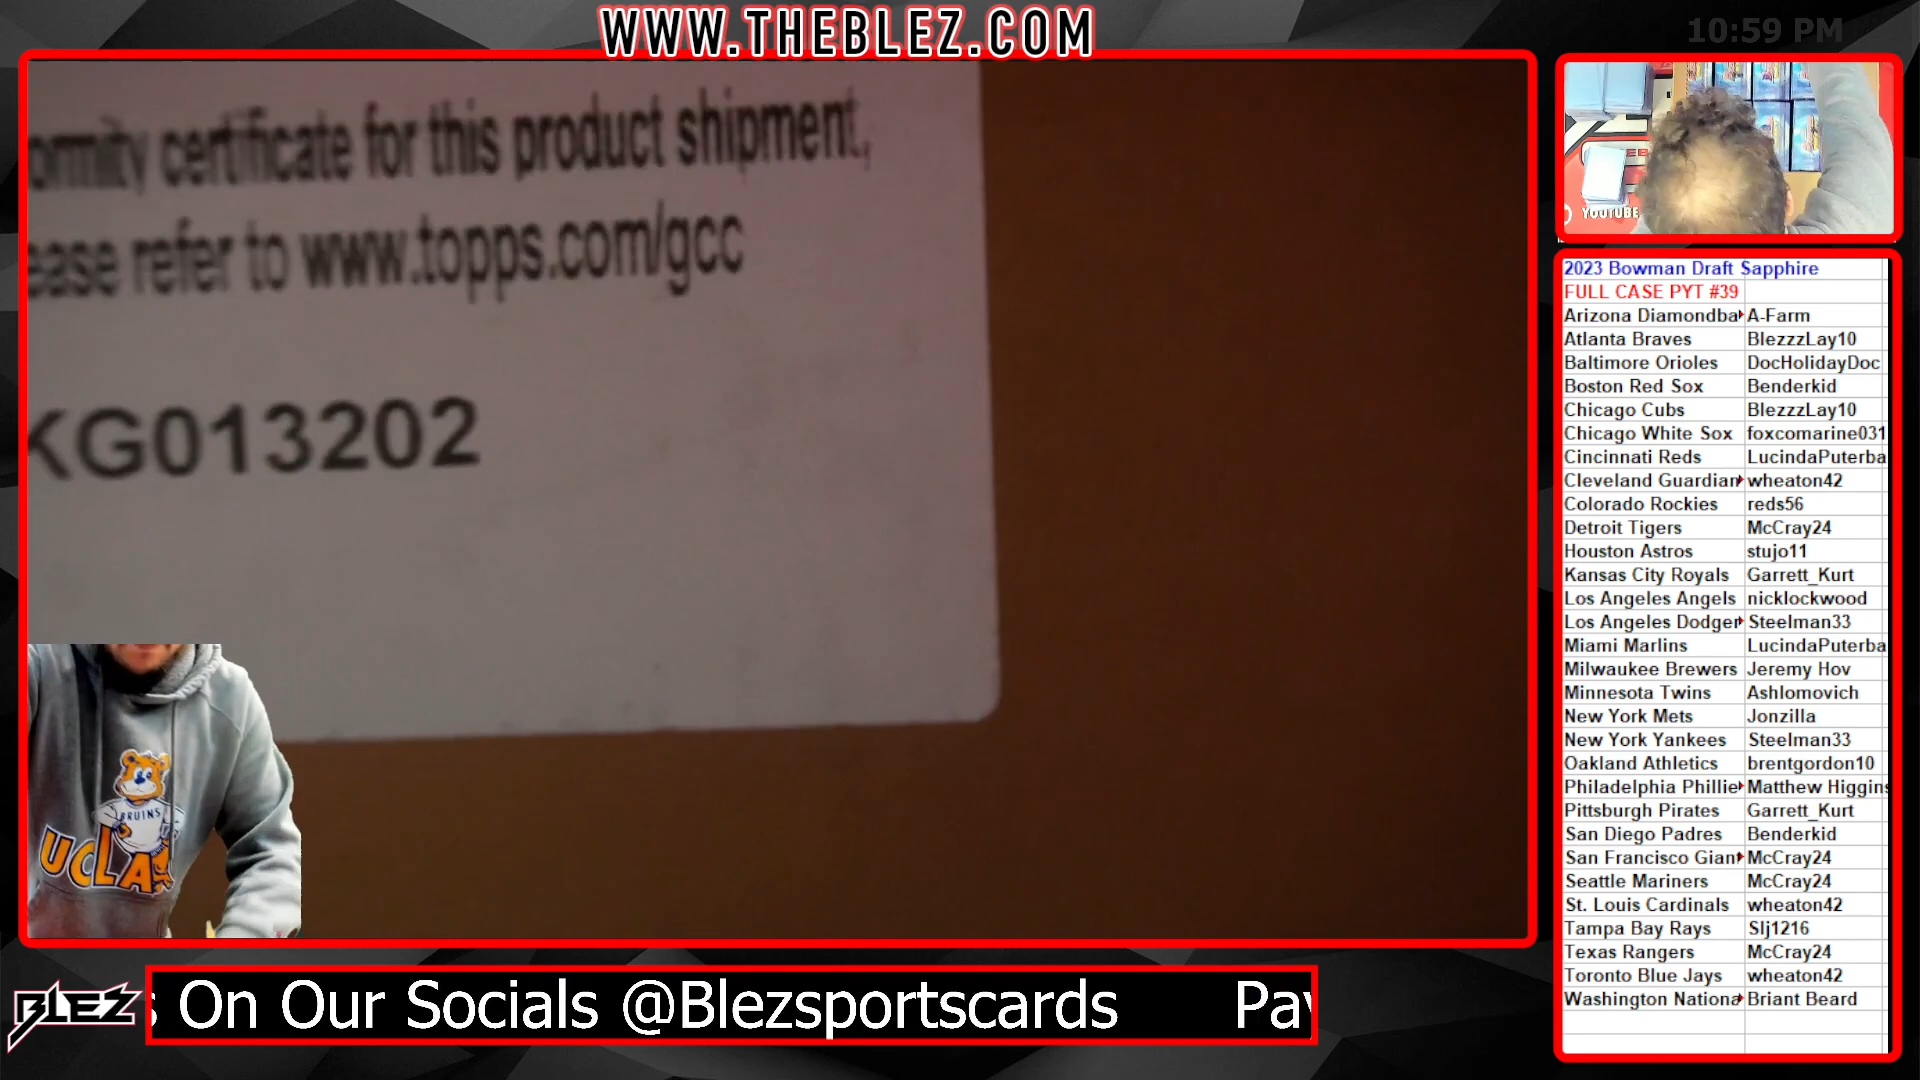 WWW.THEBLEZ.COM
10:59 PM
certificate for this product shipment,
refer to www.topps.com/gcc
KG013202
YOUTUBE
BRUINS
UCLA
2023 Bowman Draft Sapphire
FULL CASE PYT #39
Arizona Diamondba A-Farm
Atlanta Braves BlezzzLay10
Baltimore Orioles DocHolidayDoc
Boston Red Sox Benderkid
Chicago Cubs BlezzzLay10
Chicago White Sox foxcomarine031
Cincinnati Reds LucindaPuterba
Cleveland Guardian wheaton42
Colorado Rockies reds56
Detroit Tigers McCray24
Houston Astros stujo11
Kansas City Royals Garrett_Kurt
Los Angeles Angels nicklockwood
Los Angeles Dodger Steelman33
Miami Marlins LucindaPuterba
Milwaukee Brewers Jeremy Hov
Minnesota Twins Ashlomovich
New York Mets Jonzilla
New York Yankees Steelman33
Oakland Athletics brentgordon10
Philadelphia Phillie Matthew Higgins
Pittsburgh Pirates Garrett_Kurt
San Diego Padres Benderkid
San Francisco Gian McCray24
Seattle Mariners McCray24
St. Louis Cardinals wheaton42
Tampa Bay Rays Slj1216
Texas Rangers McCray24
Toronto Blue Jays wheaton42
Washington Nationa Briant Beard
BLEZ
s On Our Socials @Blezsportscards Pay